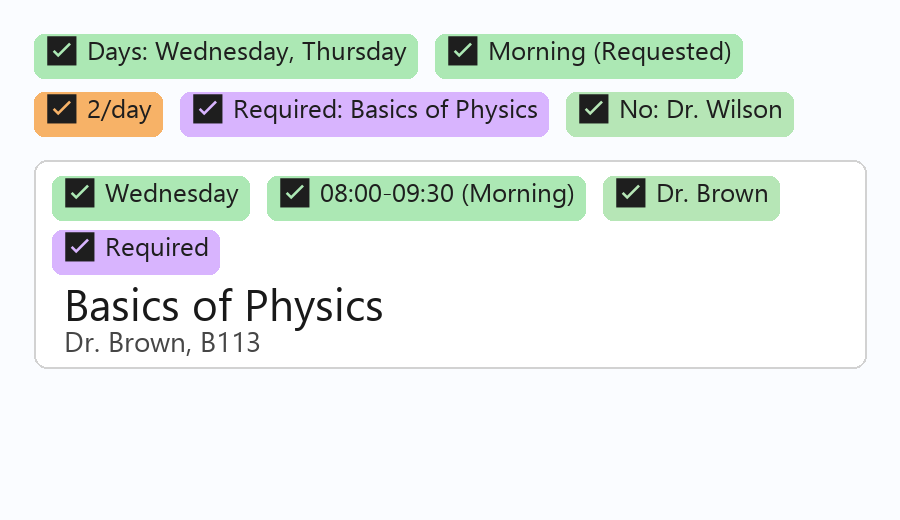 Days: Wednesday, Thursday Morning (Requested)
2/day Required: Basics of Physics No: Dr. Wilson
Wednesday 08:00-09:30 (Morning) Dr. Brown
Required
Basics of Physics
Dr. Brown, B113